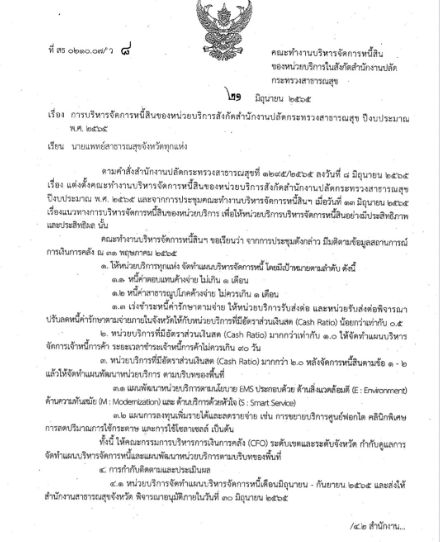 ที่ สธ ๐๒๑๐.๐๗/ว ๘
คณะทำงานบริหารจัดการหนี้สิน
ของหน่วยบริการในสังกัดสำนักงานปลัด
กระทรวงสาธารณสุข
๒๑ มิถุนายน ๒๕๖๕
เรื่อง การบริหารจัดการหนี้สินของหน่วยบริการสังกัดสำนักงานปลัดกระทรวงสาธารณสุข ปีงบประมาณ
พ.ศ. ๒๕๖๕
เรียน นายแพทย์สาธารณสุขจังหวัดทุกแห่ง
ตามคำสั่งสำนักงานปลัดกระทรวงสาธารณสุขที่ ๑๒๙๕/๒๕๖๕ ลงวันที่ ๘ มิถุนายน ๒๕๖๕
เรื่อง แต่งตั้งคณะทำงานบริหารจัดการหนี้สินของหน่วยบริการสังกัดสำนักงานปลัดกระทรวงสาธารณสุข
ปีงบประมาณ พ.ศ. ๒๕๖๕ และจากการประชุมคณะทำงานบริหารจัดการหนี้สินฯ เมื่อวันที่ ๑๓ มิถุนายน ๒๕๖๕
เรื่องแนวทางการบริหารจัดการหนี้สินของหน่วยบริการ เพื่อให้หน่วยบริการบริหารจัดการหนี้สินอย่างมีประสิทธิภาพ
และประสิทธิผล นั้น
คณะทำงานบริหารจัดการหนี้สินฯ ขอเรียนว่า จากการประชุมดังกล่าว มีมติตามข้อมูลสถานการณ์
การเงินการคลัง ณ ๓๑ พฤษภาคม ๒๕๖๕
๑. ให้หน่วยบริการทุกแห่ง จัดทำแผนบริหารจัดการหนี้ โดยมีเป้าหมายตามลำดับ ดังนี้
๑.๑ หนี้ค่าตอบแทนค้างจ่าย ไม่เกิน ๑ เดือน
๑.๒ หนี้ค่าสาธารณูปโภคค้างจ่าย ไม่ควรเกิน ๑ เดือน
๑.๓ เร่งชำระหนี้ค่ารักษาตามจ่าย ให้หน่วยบริการรับส่งต่อ และหน่วยรับส่งต่อพิจารณา
ปรับลดหนี้ค่ารักษาตามจ่ายภายในจังหวัดให้กับหน่วยบริการที่มีอัตราส่วนเงินสด (Cash Ratio) น้อยกว่าเท่ากับ ๐.๕
๒. หน่วยบริการที่มีอัตราส่วนเงินสด (Cash Ratio) มากกว่าเท่ากับ ๑.๐ ให้จัดทำแผนบริหาร
จัดการเจ้าหนี้การค้า ระยะเวลาชำระเจ้าหนี้การค้าไม่ควรเกิน ๙๐ วัน
๓. หน่วยบริการที่มีอัตราส่วนเงินสด (Cash Ratio) มากกว่า ๒.๐ หลังจัดการหนี้สินตามข้อ ๑ - ๒
แล้วให้จัดทำแผนพัฒนาหน่วยบริการ ตามบริบทของพื้นที่
๓.๑ แผนพัฒนาหน่วยบริการตามนโยบาย EMS ประกอบด้วย ด้านสิ่งแวดล้อมดี (E : Environment)
ด้านความทันสมัย (M : Modernization) และ ด้านบริการด้วยหัวใจ (S : Smart Service)
๓.๒ แผนการลงทุนเพิ่มรายได้และลดรายจ่าย เช่น การขยายบริการศูนย์ฟอกไต คลินิกพิเศษ
การลดปริมาณการใช้กระดาษ และการใช้โซลาเซลล์ เป็นต้น
ทั้งนี้ ให้คณะกรรมการบริหารการเงินการคลัง (CFO) ระดับเขตและระดับจังหวัด กำกับดูแลการ
จัดทำแผนบริหารจัดการหนี้และแผนพัฒนาหน่วยบริการตามบริบทของพื้นที่
๔. การกำกับติดตามและประเมินผล
๔.๑ หน่วยบริการจัดทำแผนบริหารจัดการหนี้เดือนมิถุนายน - กันยายน ๒๕๖๕ และส่งให้
สำนักงานสาธารณสุขจังหวัด พิจารณาอนุมัติภายในวันที่ ๓๐ มิถุนายน ๒๕๖๕
/๔.๒ สำนักงาน...